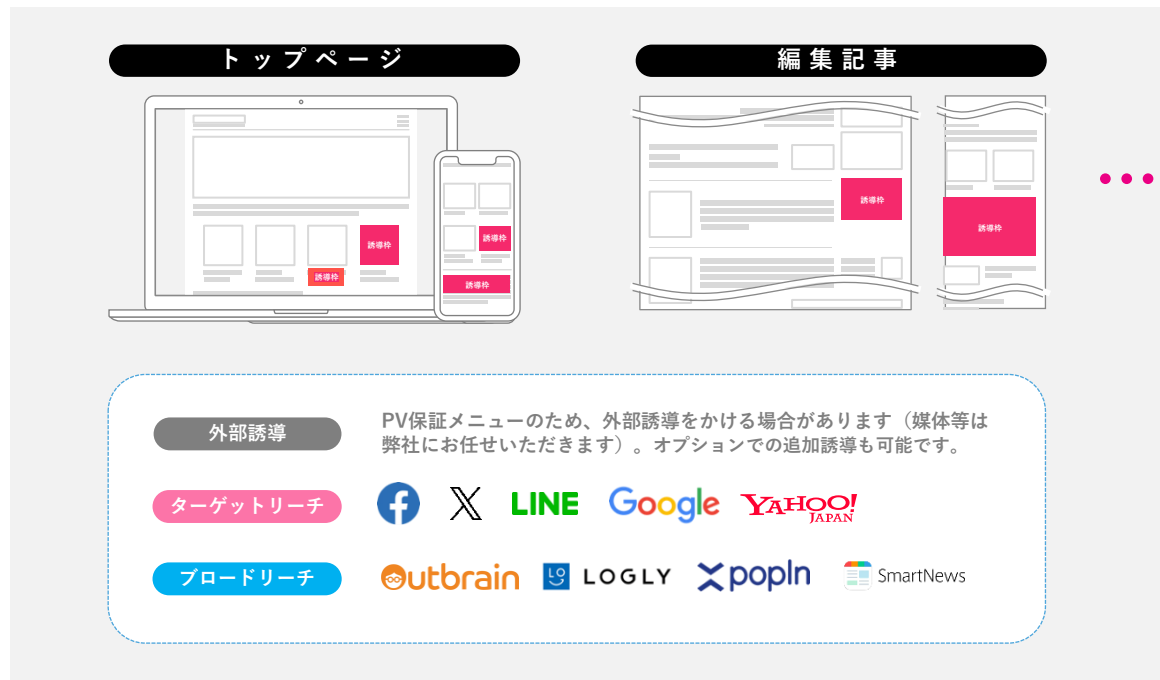 トップページ
編集記事
誘導枠
誘導枠
誘導枠
誘導枠
誘導枠
誘導枠
外部誘導
PV保証メニューのため、外部誘導をかける場合があります（媒体等は
弊社にお任せいただきます）。オプションでの追加誘導も可能です。
ターゲットリーチ
LINE
Google
YAHOO!
JAPAN
ブロードリーチ
Outbrain
LO
LOGLY
popIn
SmartNews